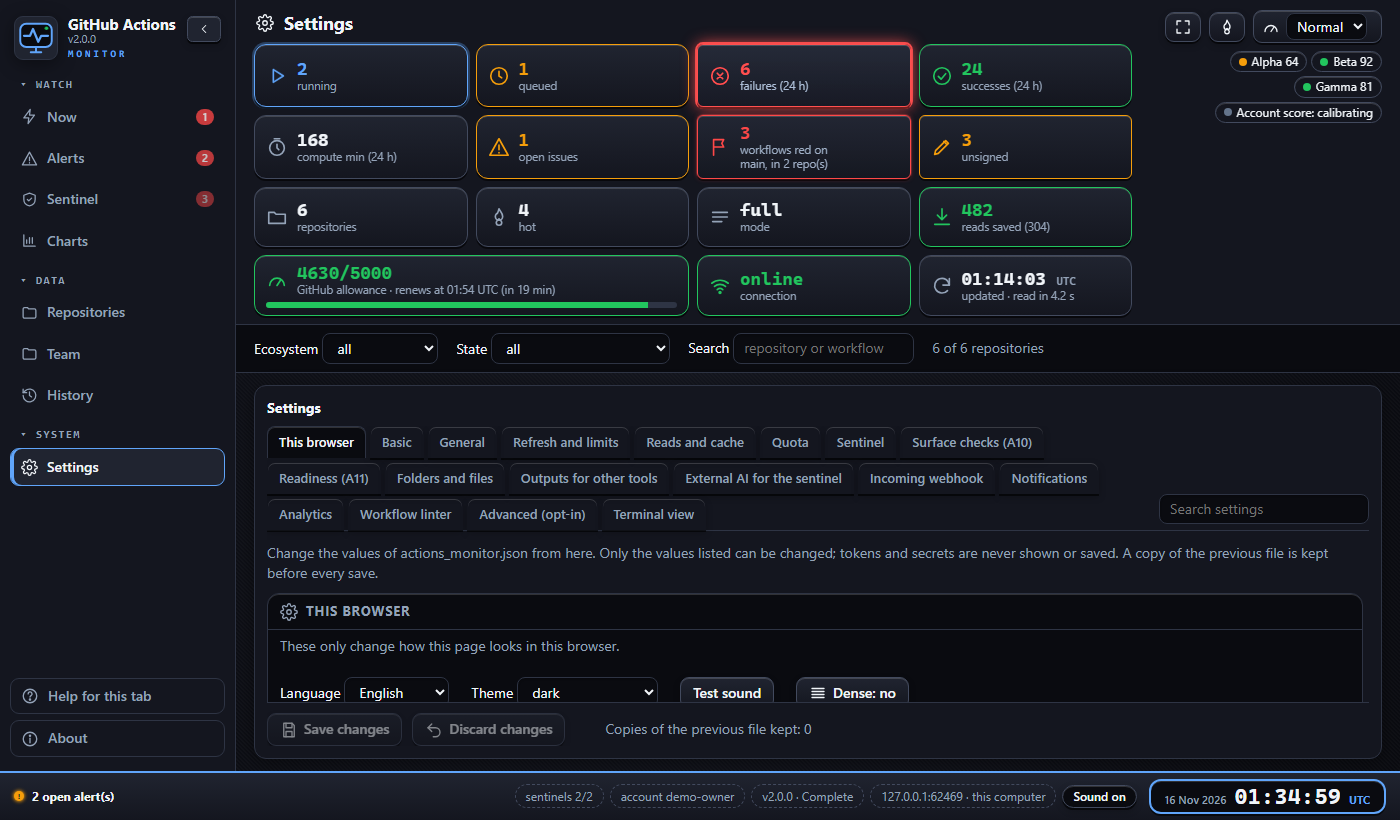 GitHub Actions
v2.0.0
MONITOR
WATCH
Now 1
Alerts 2
Sentinel 3
Charts
DATA
Repositories
Team
History
SYSTEM
Settings
Help for this tab
About
Settings
Normal
Alpha 64 Beta 92
Gamma 81
Account score: calibrating
2
running
1
queued
6
failures (24 h)
24
successes (24 h)
168
compute min (24 h)
1
open issues
3
workflows red on
main, in 2 repo(s)
3
unsigned
6
repositories
4
hot
full
mode
482
reads saved (304)
4630/5000
GitHub allowance · renews at 01:54 UTC (in 19 min)
online
connection
01:14:03 UTC
updated · read in 4.2 s
Ecosystem all State all Search repository or workflow 6 of 6 repositories
Settings
This browser Basic General Refresh and limits Reads and cache Quota Sentinel Surface checks (A10)
Readiness (A11) Folders and files Outputs for other tools External AI for the sentinel Incoming webhook Notifications
Analytics Workflow linter Advanced (opt-in) Terminal view Search settings
Change the values of actions_monitor.json from here. Only the values listed can be changed; tokens and secrets are never shown or saved. A copy of the previous file is kept
before every save.
THIS BROWSER
These only change how this page looks in this browser.
Language English Theme dark Test sound Dense: no
Save changes Discard changes Copies of the previous file kept: 0
2 open alert(s) sentinels 2/2 account demo-owner v2.0.0 · Complete 127.0.0.1:62469 · this computer Sound on 16 Nov 2026 01:34:59 UTC